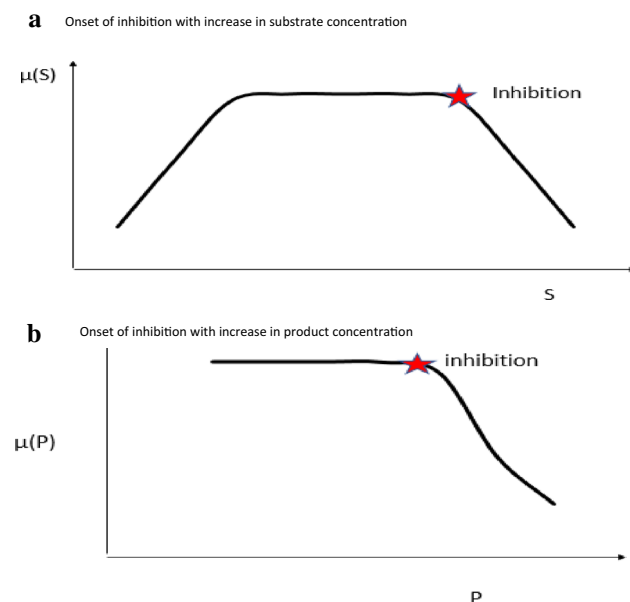 a Onset of inhibition with increase in substrate concentration
μ(S)
Inhibition
S
b Onset of inhibition with increase in product concentration
inhibition
μ(P)
P